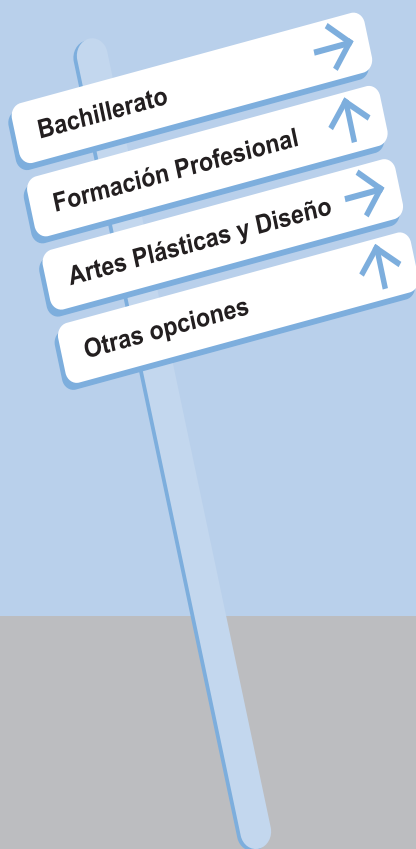 Bachillerato
Formación Profesional
Artes Plásticas y Diseño
Otras opciones